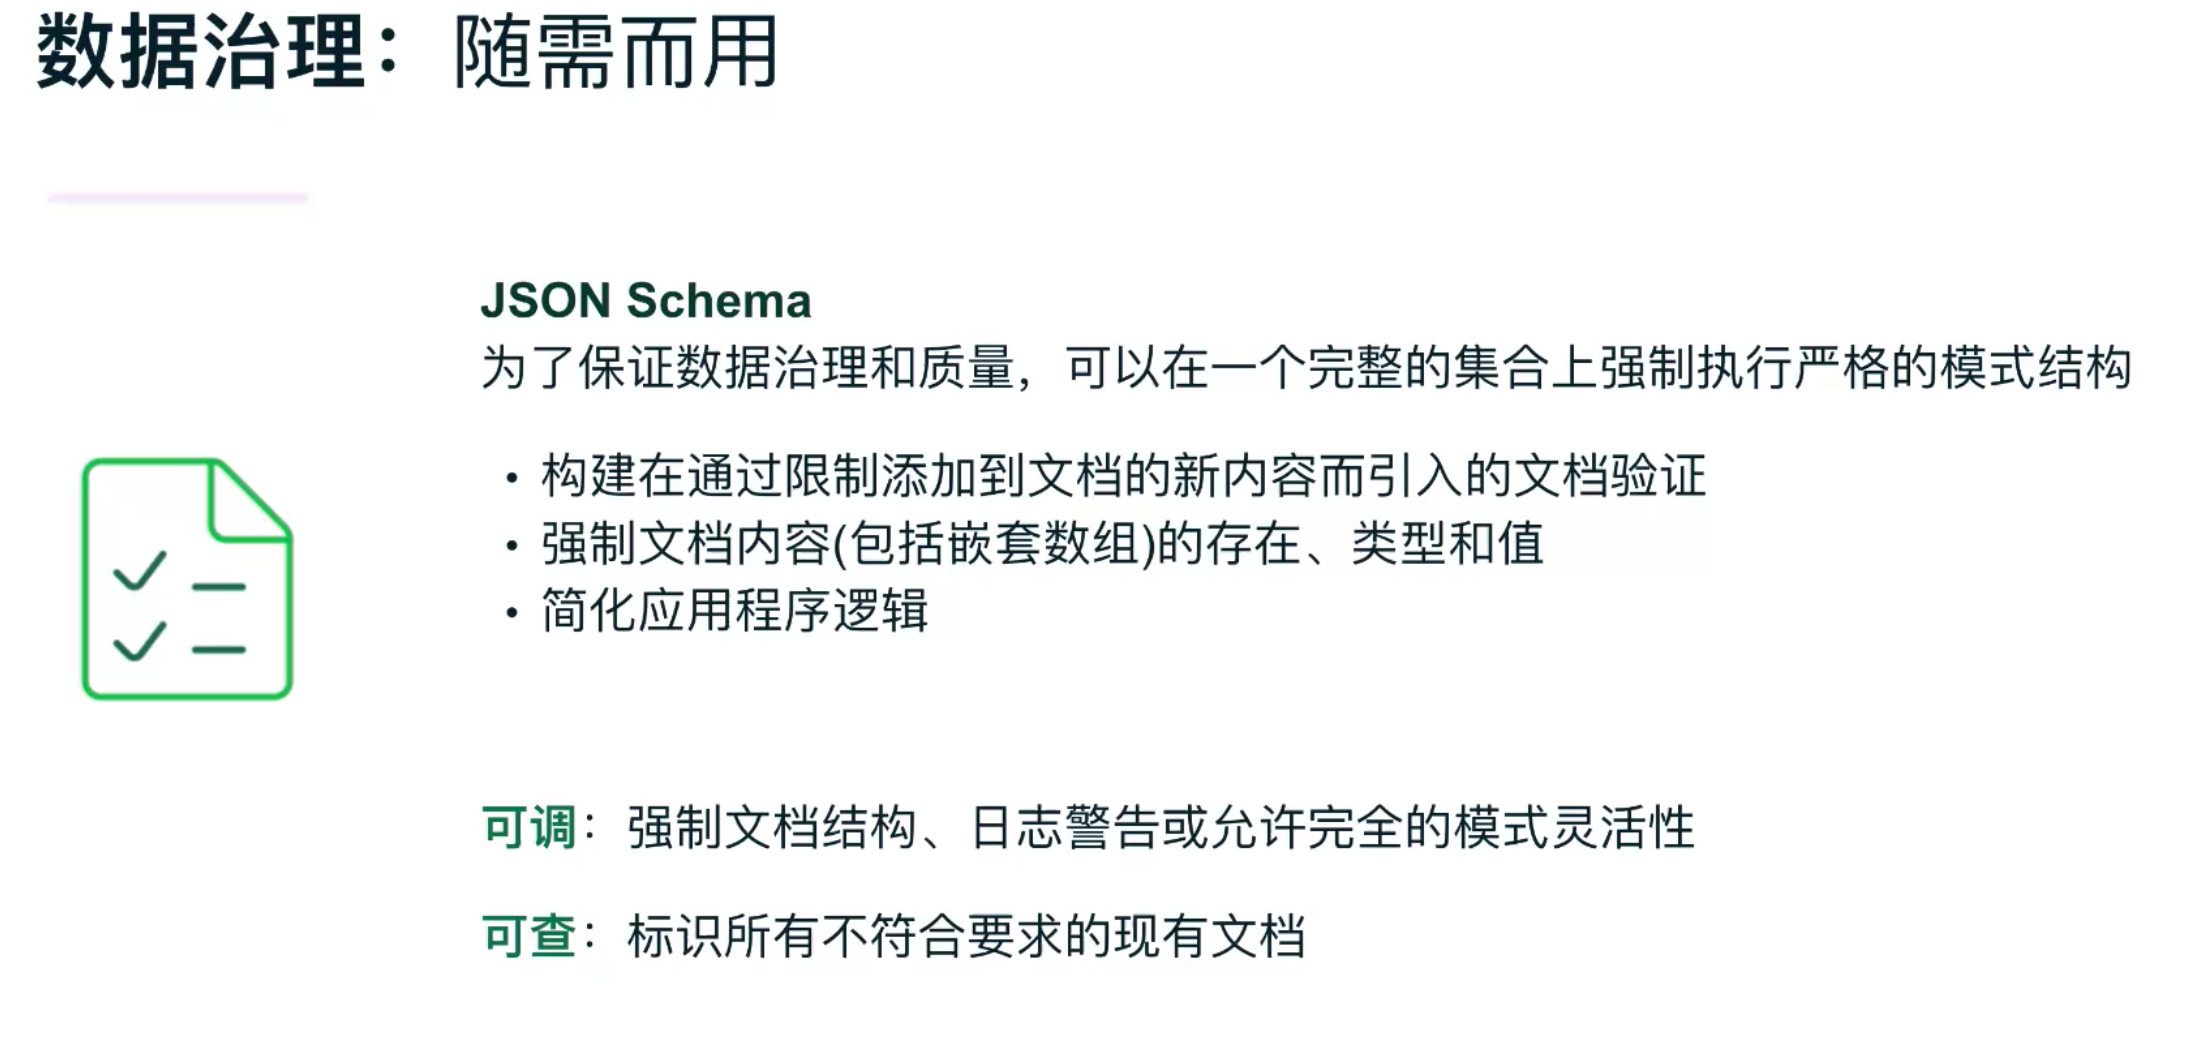 数据治理：随需而用
JSON Schema
为了保证数据治理和质量，可以在一个完整的集合上强制执行严格的模式结构
• 构建在通过限制添加到文档的新内容而引入的文档验证
• 强制文档内容(包括嵌套数组)的存在、类型和值
• 简化应用程序逻辑
可调：强制文档结构、日志警告或允许完全的模式灵活性
可查：标识所有不符合要求的现有文档